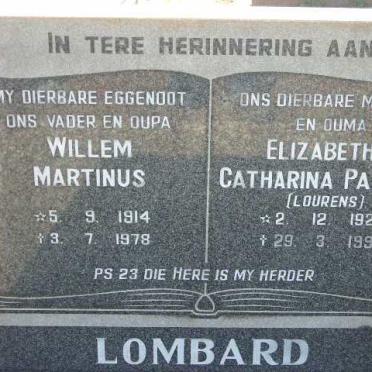 IN TERE HERINNERING AAN
MY DIERBARE EGGENOOT
ONS VADER EN OUPA
WILLEM
MARTINUS
☆5. 9. 1914
†3. 7. 1978
ONS DIERBARE
EN OUMA
ELIZABETH
CATHARINA
(LOURENS)
☆2. 12.
†29. 3.
PS 23 DIE HERE IS MY HERDER
LOMBARD